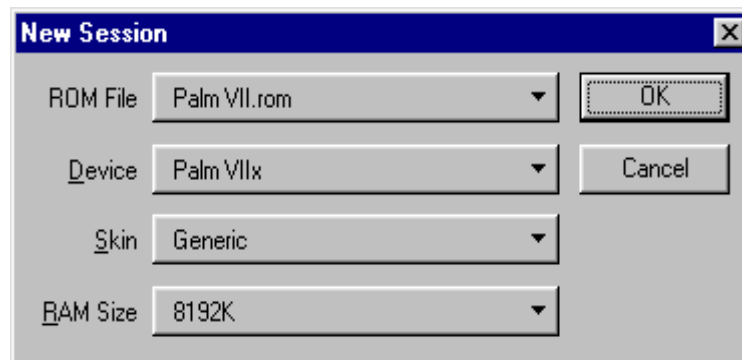 New Session
ROM File Palm VII.rom OK
Device Palm VIIx Cancel
Skin Generic
RAM Size 8192K